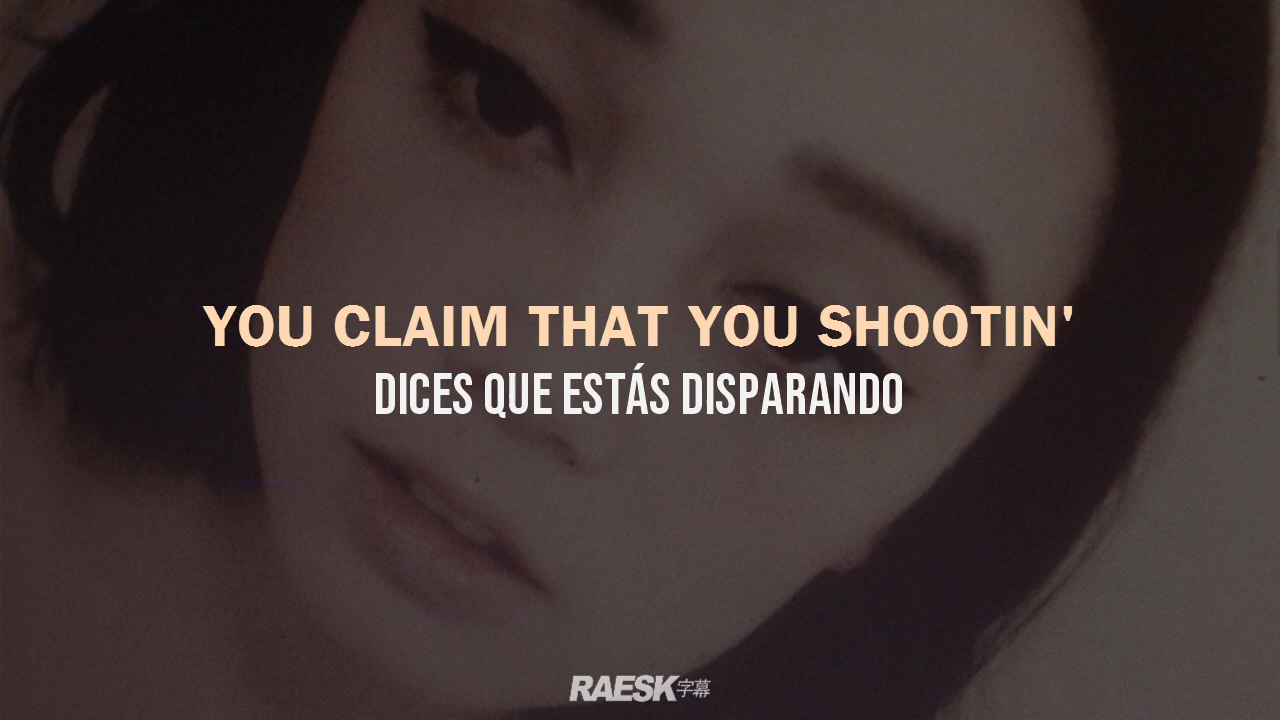 YOU CLAIM THAT YOU SHOOTIN'
DICES QUE ESTÁS DISPARANDO
RAESK字幕